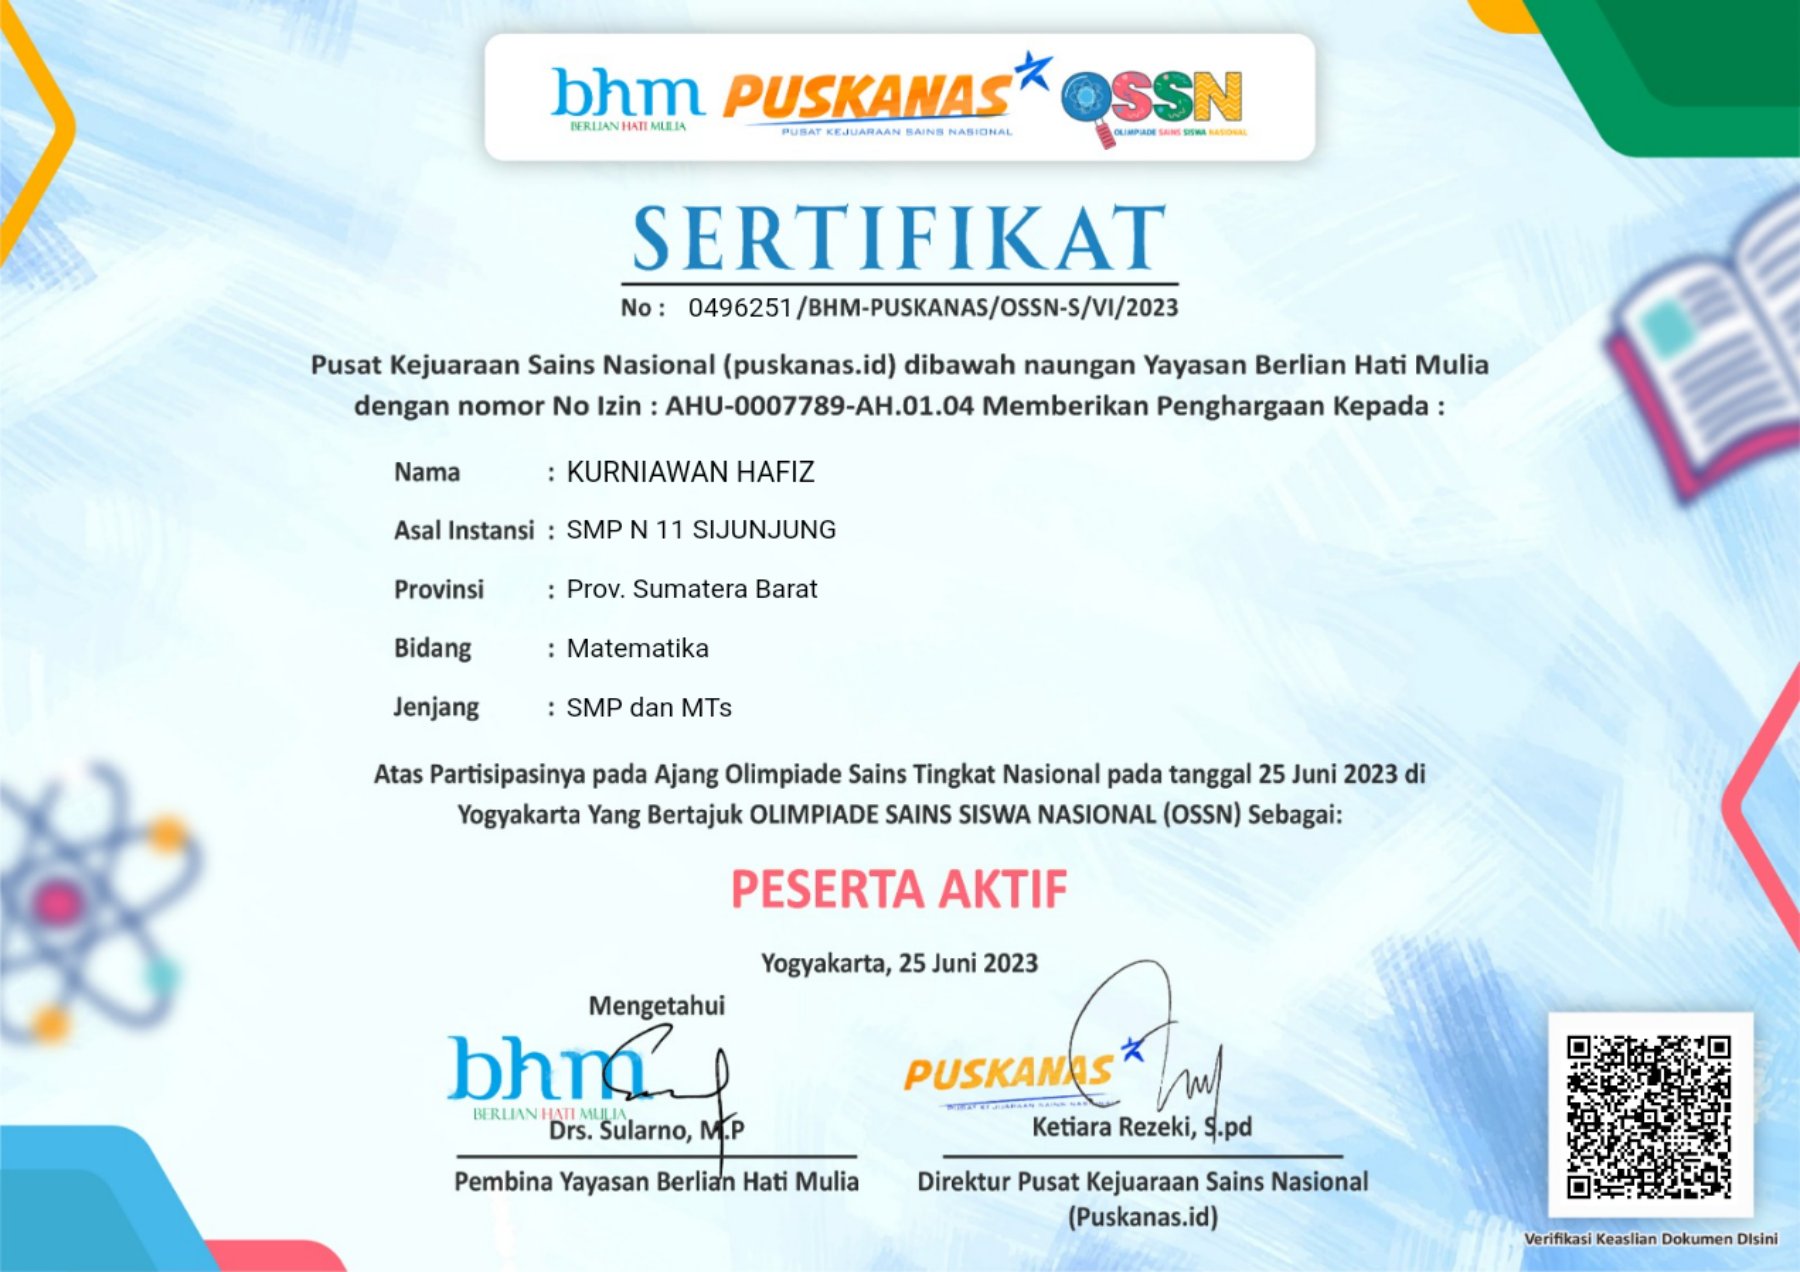 bhm PUSKANAS OSSN
BERLIAN HATI MULIA
PUSAT KEJUARAAN SAINS NASIONAL
OLIMPIADE SAINS SISWA NASIONAL
SERTIFIKAT
No : 0496251/BHM-PUSKANAS/OSSN-S/VI/2023
Pusat Kejuaraan Sains Nasional (puskanas.id) dibawah naungan Yayasan Berlian Hati Mulia
dengan nomor No Izin : AHU-0007789-AH.01.04 Memberikan Penghargaan Kepada :
Nama : KURNIAWAN HAFIZ
Asal Instansi : SMP N 11 SIJUNJUNG
Provinsi : Prov. Sumatera Barat
Bidang : Matematika
Jenjang : SMP dan MTs
Atas Partisipasinya pada Ajang Olimpiade Sains Tingkat Nasional pada tanggal 25 Juni 2023 di
Yogyakarta Yang Bertajuk OLIMPIADE SAINS SISWA NASIONAL (OSSN) Sebagai:
PESERTA AKTIF
Yogyakarta, 25 Juni 2023
Mengetahui
bhm
BERLIAN HATI MULIA
Drs. Sularno, M.P
Pembina Yayasan Berlian Hati Mulia
PUSKANAS
PUSAT KEJUARAAN SAINS NASIONAL
Ketiara Rezeki, S.pd
Direktur Pusat Kejuaraan Sains Nasional
(Puskanas.id)
Verifikasi Keaslian Dokumen DIsini